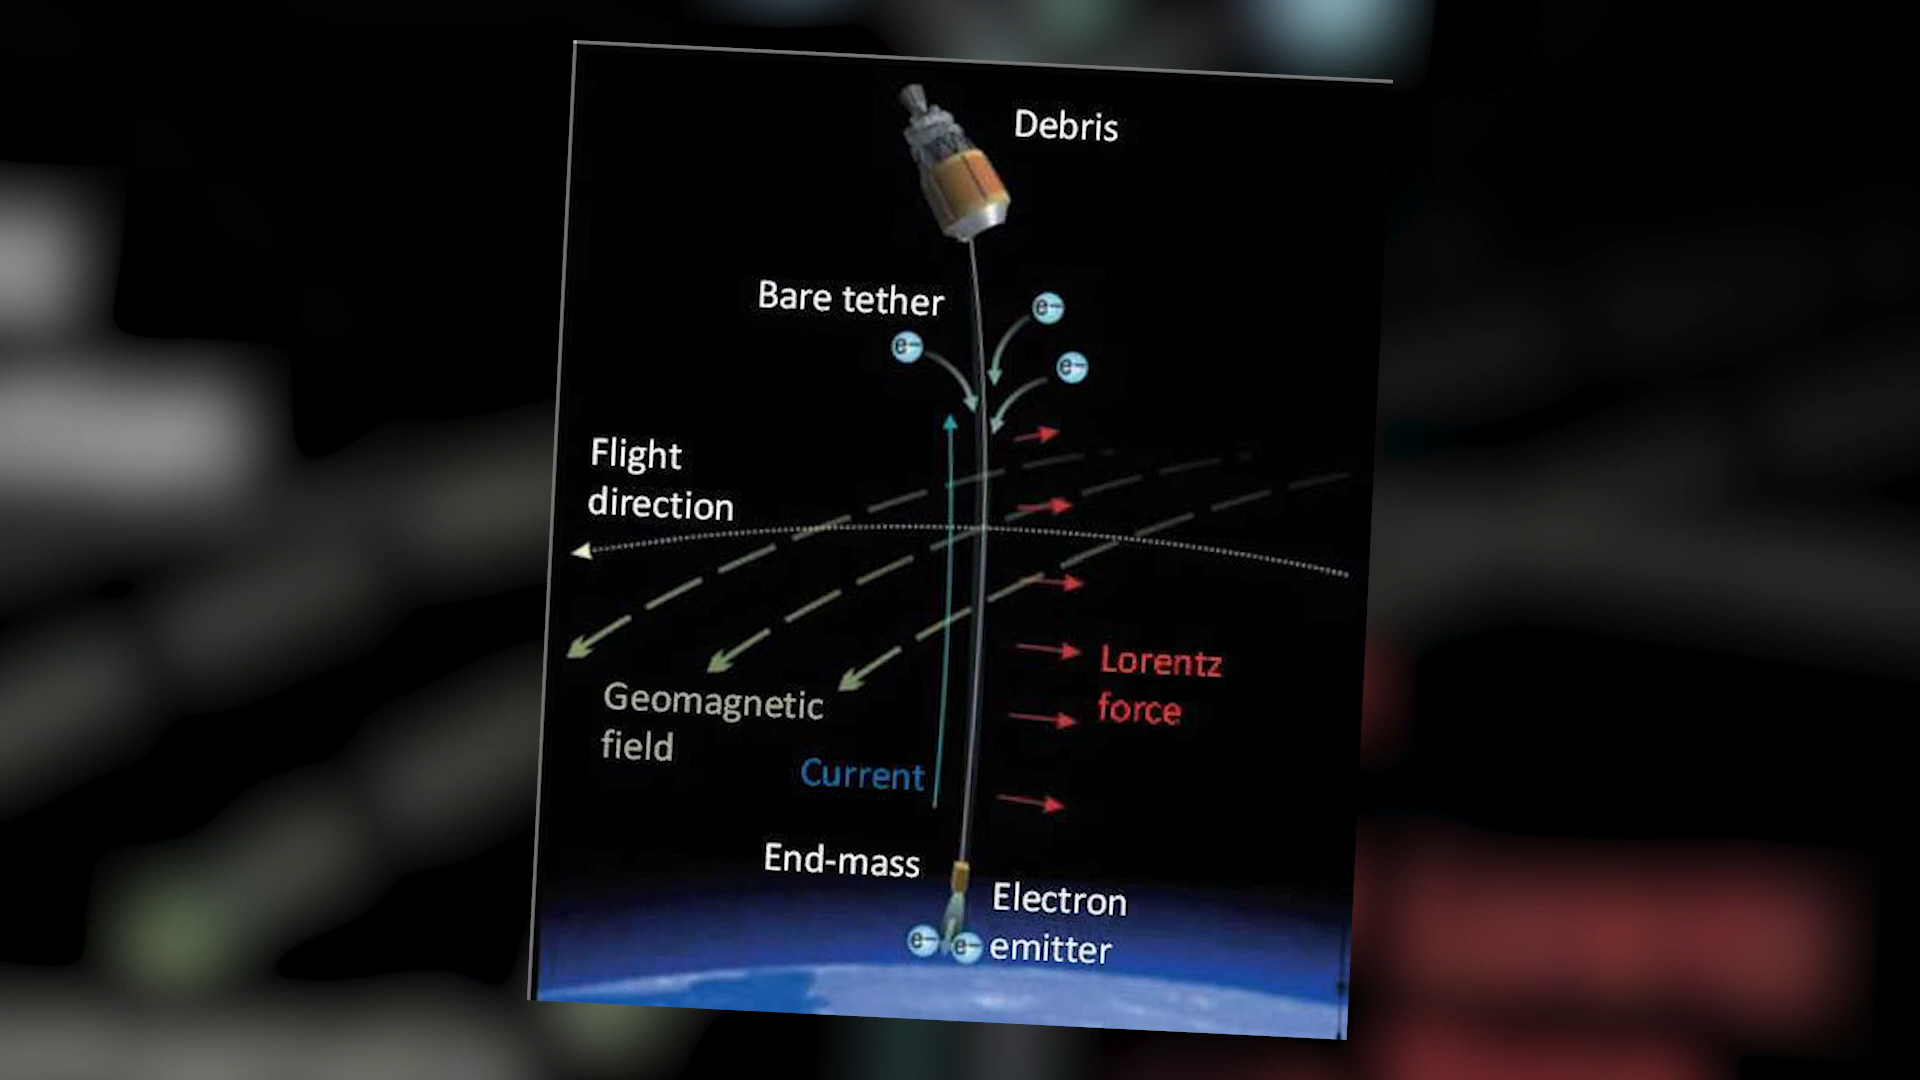 Debris
Bare tether
e−
e−
e−
Flight
direction
Geomagnetic
field
Lorentz
force
Current
End-mass
Electron
emitter
e−
e−